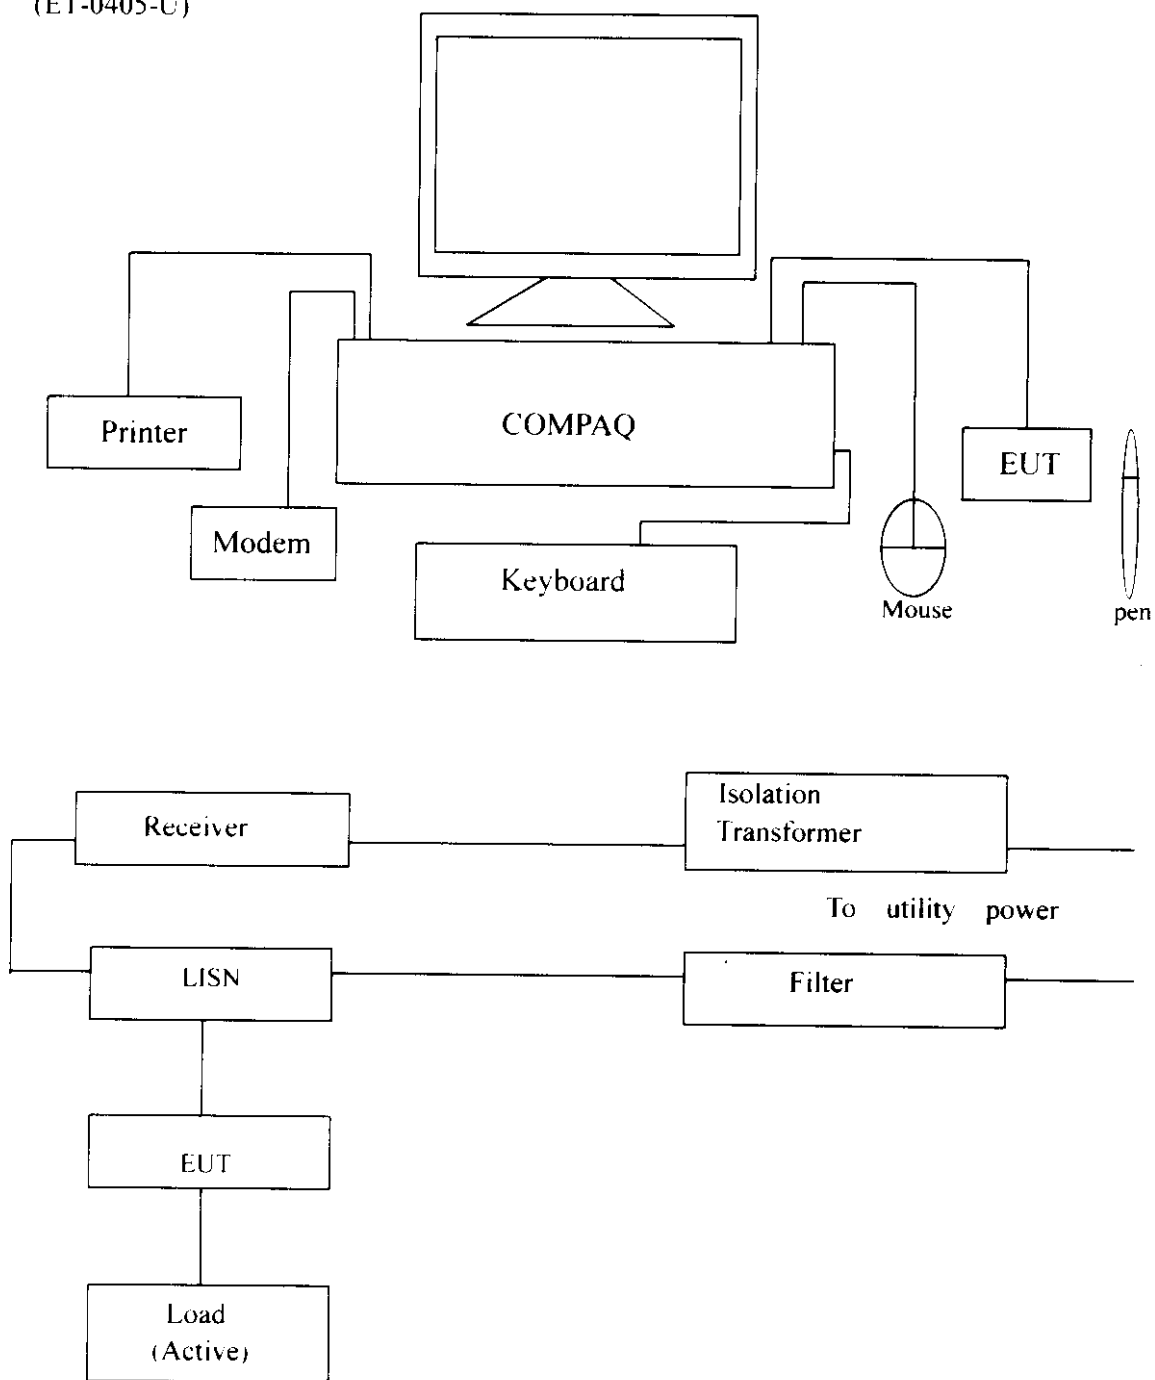 (ET-0405-U)
Printer
COMPAQ
EUT
Modem
Keyboard
Mouse
pen
Receiver
Isolation
Transformer
To utility power
LISN
Filter
EUT
Load
(Active)